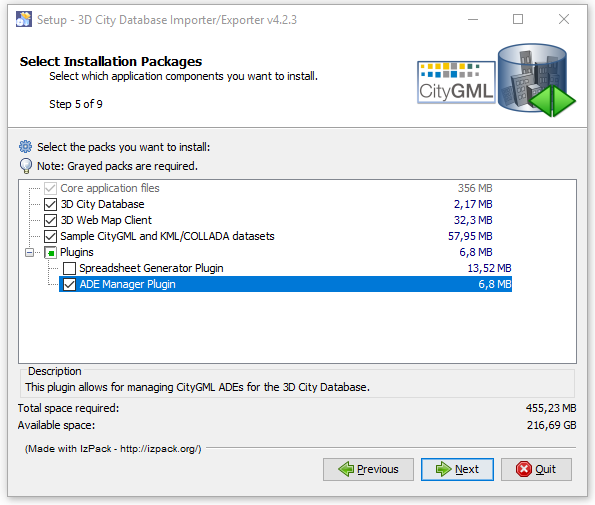 Setup - 3D City Database Importer/Exporter v4.2.3
Select Installation Packages
Select which application components you want to install.
Step 5 of 9
CityGML
Select the packs you want to install:
Note: Grayed packs are required.
Core application files 356 MB
3D City Database 2,17 MB
3D Web Map Client 32,3 MB
Sample CityGML and KML/COLLADA datasets 57,95 MB
Plugins 6,8 MB
Spreadsheet Generator Plugin 13,52 MB
ADE Manager Plugin 6,8 MB
Description
This plugin allows for managing CityGML ADEs for the 3D City Database.
Total space required: 455,23 MB
Available space: 216,69 GB
(Made with IzPack - http://izpack.org/)
Previous Next Quit